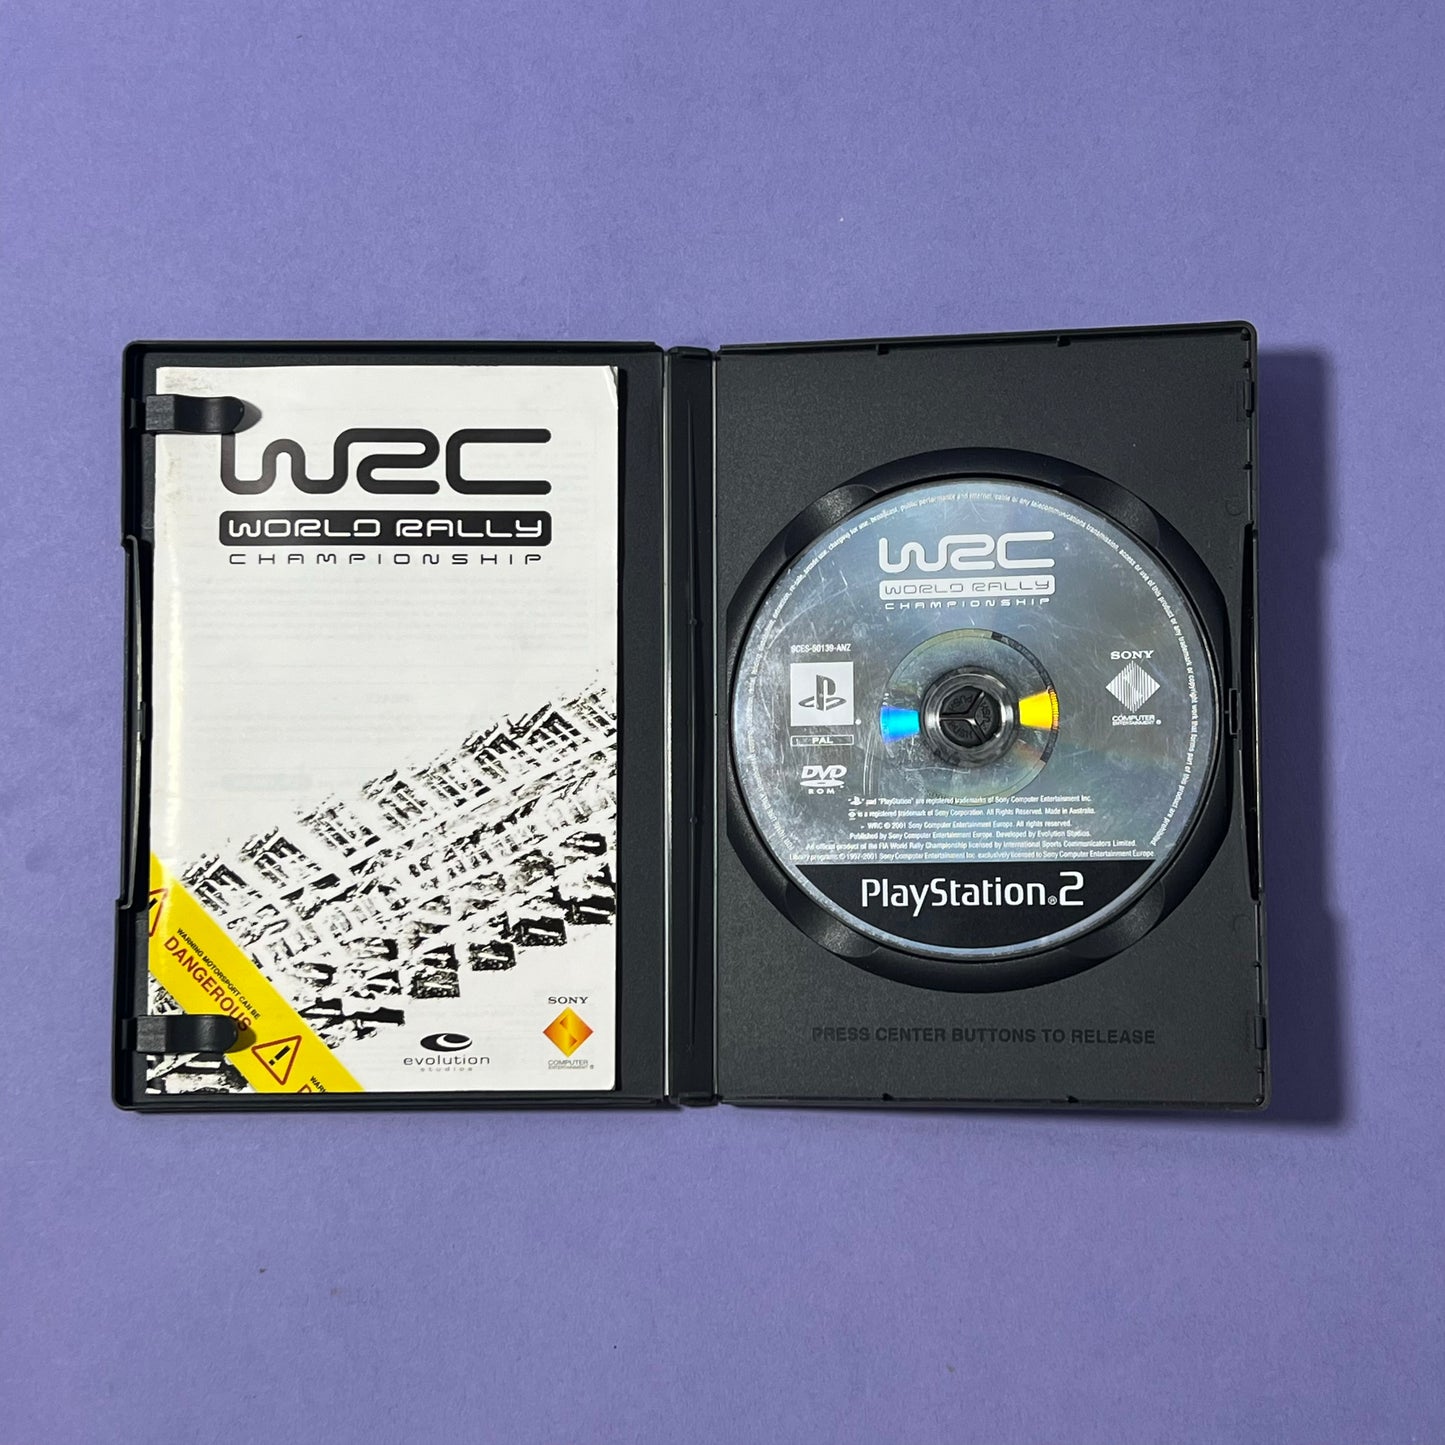 WRC
WORLD RALLY
CHAMPIONSHIP
WARNING MOTORSPORT CAN BE
DANGEROUS
evolution
studios
SONY
COMPUTER
ENTERTAINMENT ®
WRC
WORLD RALLY
CHAMPIONSHIP
SCES-50139-ANZ
PAL
DVD
ROM
SONY
COMPUTER
ENTERTAINMENT ®
"PlayStation" are registered trademarks of Sony Computer Entertainment Inc.
is a registered trademark of Sony Corporation. All Rights Reserved. Made in Australia.
WRC © 2001 Sony Computer Entertainment Europe. All rights reserved.
Published by Sony Computer Entertainment Europe. Developed by Evolution Studios.
An official product of the FIA World Rally Championship licensed by International Sports Communicators Limited.
Library programs © 1997-2001 Sony Computer Entertainment Inc. exclusively licensed to Sony Computer Entertainment Europe.
PlayStation®2
PRESS CENTER BUTTONS TO RELEASE